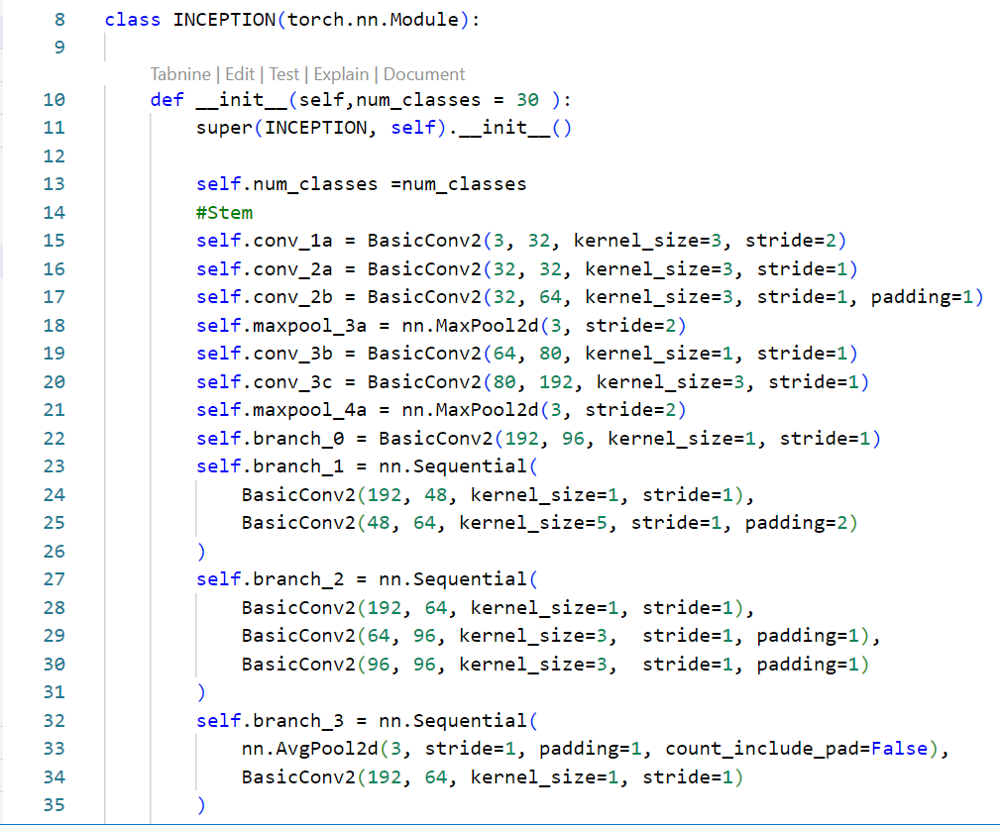 8 class INCEPTION(torch.nn.Module):
9
Tabnine | Edit | Test | Explain | Document
10 def __init__(self,num_classes = 30 ):
11 super(INCEPTION, self).__init__()
12
13 self.num_classes =num_classes
14 #Stem
15 self.conv_1a = BasicConv2(3, 32, kernel_size=3, stride=2)
16 self.conv_2a = BasicConv2(32, 32, kernel_size=3, stride=1)
17 self.conv_2b = BasicConv2(32, 64, kernel_size=3, stride=1, padding=1)
18 self.maxpool_3a = nn.MaxPool2d(3, stride=2)
19 self.conv_3b = BasicConv2(64, 80, kernel_size=1, stride=1)
20 self.conv_3c = BasicConv2(80, 192, kernel_size=3, stride=1)
21 self.maxpool_4a = nn.MaxPool2d(3, stride=2)
22 self.branch_0 = BasicConv2(192, 96, kernel_size=1, stride=1)
23 self.branch_1 = nn.Sequential(
24 BasicConv2(192, 48, kernel_size=1, stride=1),
25 BasicConv2(48, 64, kernel_size=5, stride=1, padding=2)
26 )
27 self.branch_2 = nn.Sequential(
28 BasicConv2(192, 64, kernel_size=1, stride=1),
29 BasicConv2(64, 96, kernel_size=3,  stride=1, padding=1),
30 BasicConv2(96, 96, kernel_size=3,  stride=1, padding=1)
31 )
32 self.branch_3 = nn.Sequential(
33 nn.AvgPool2d(3, stride=1, padding=1, count_include_pad=False),
34 BasicConv2(192, 64, kernel_size=1, stride=1)
35 )